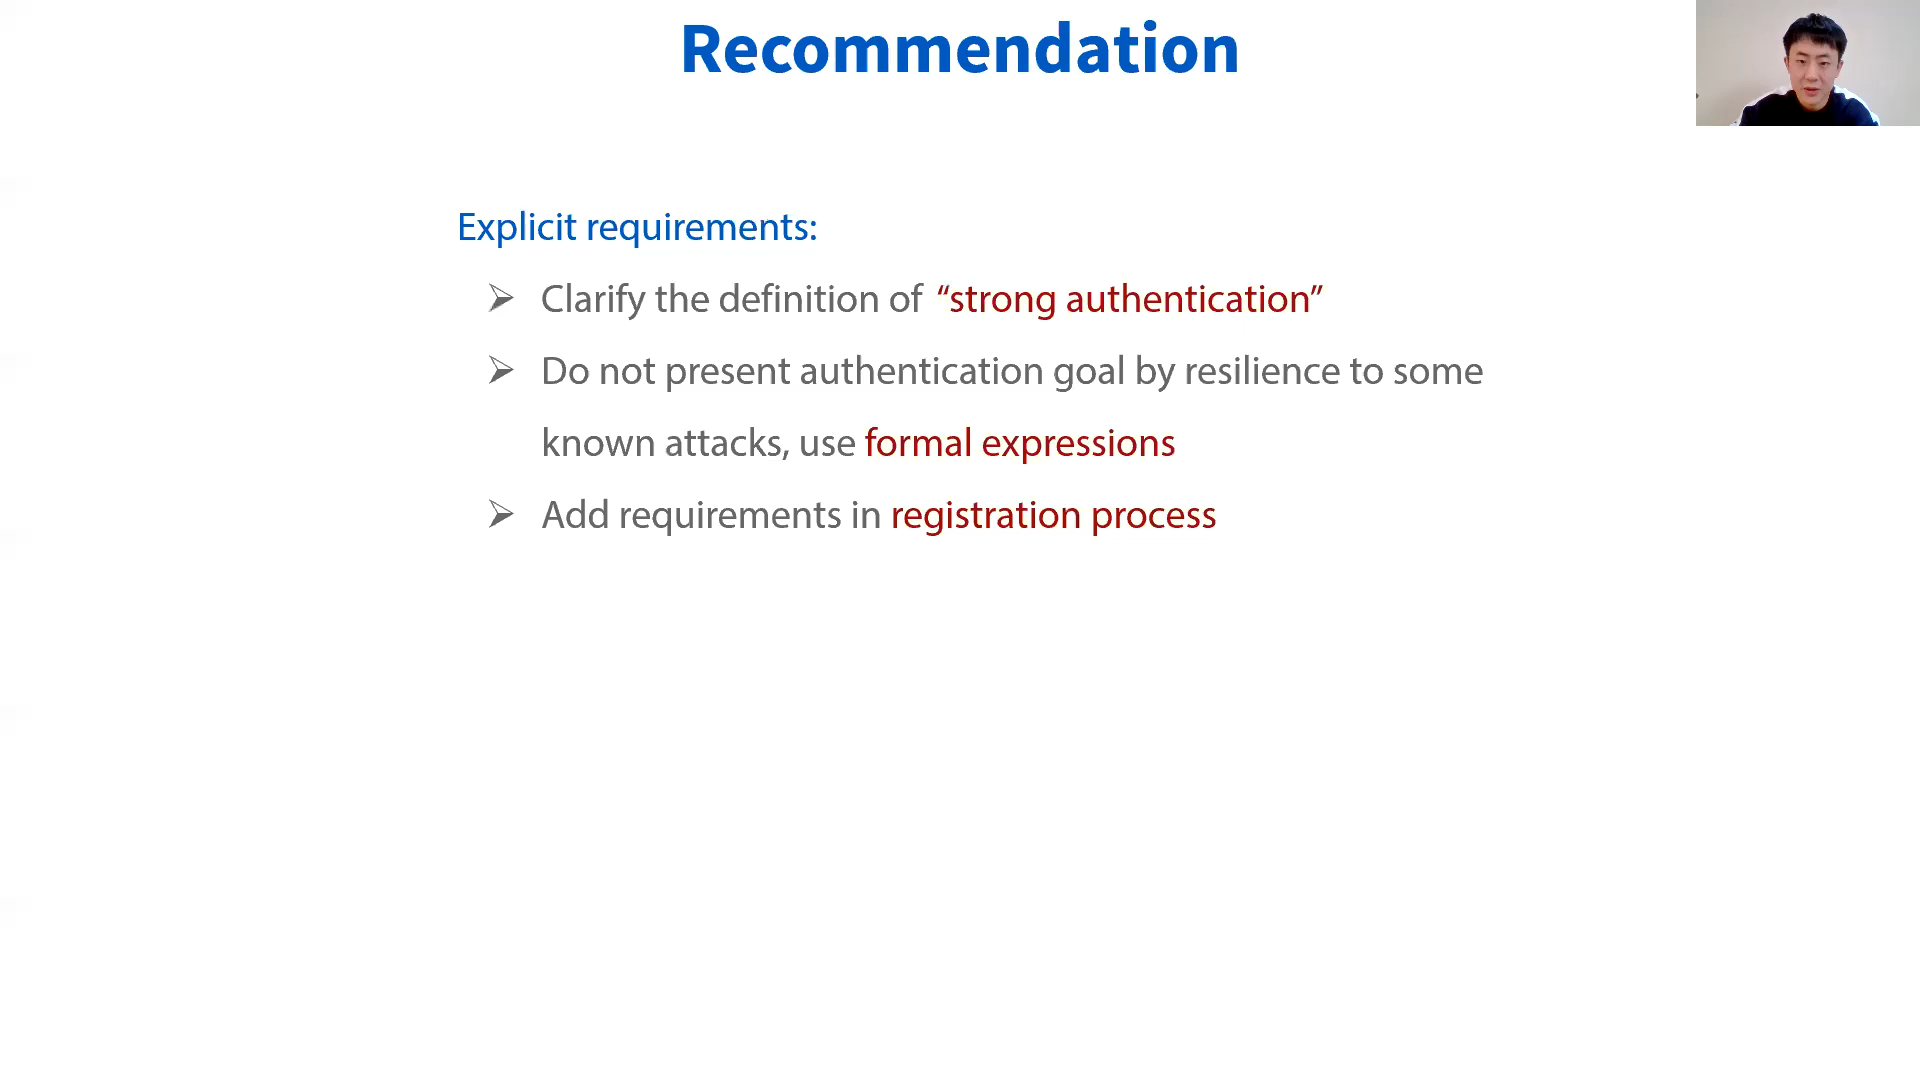 Recommendation
Explicit requirements:
➢ Clarify the definition of “strong authentication”
➢ Do not present authentication goal by resilience to some
known attacks, use formal expressions
➢ Add requirements in registration process